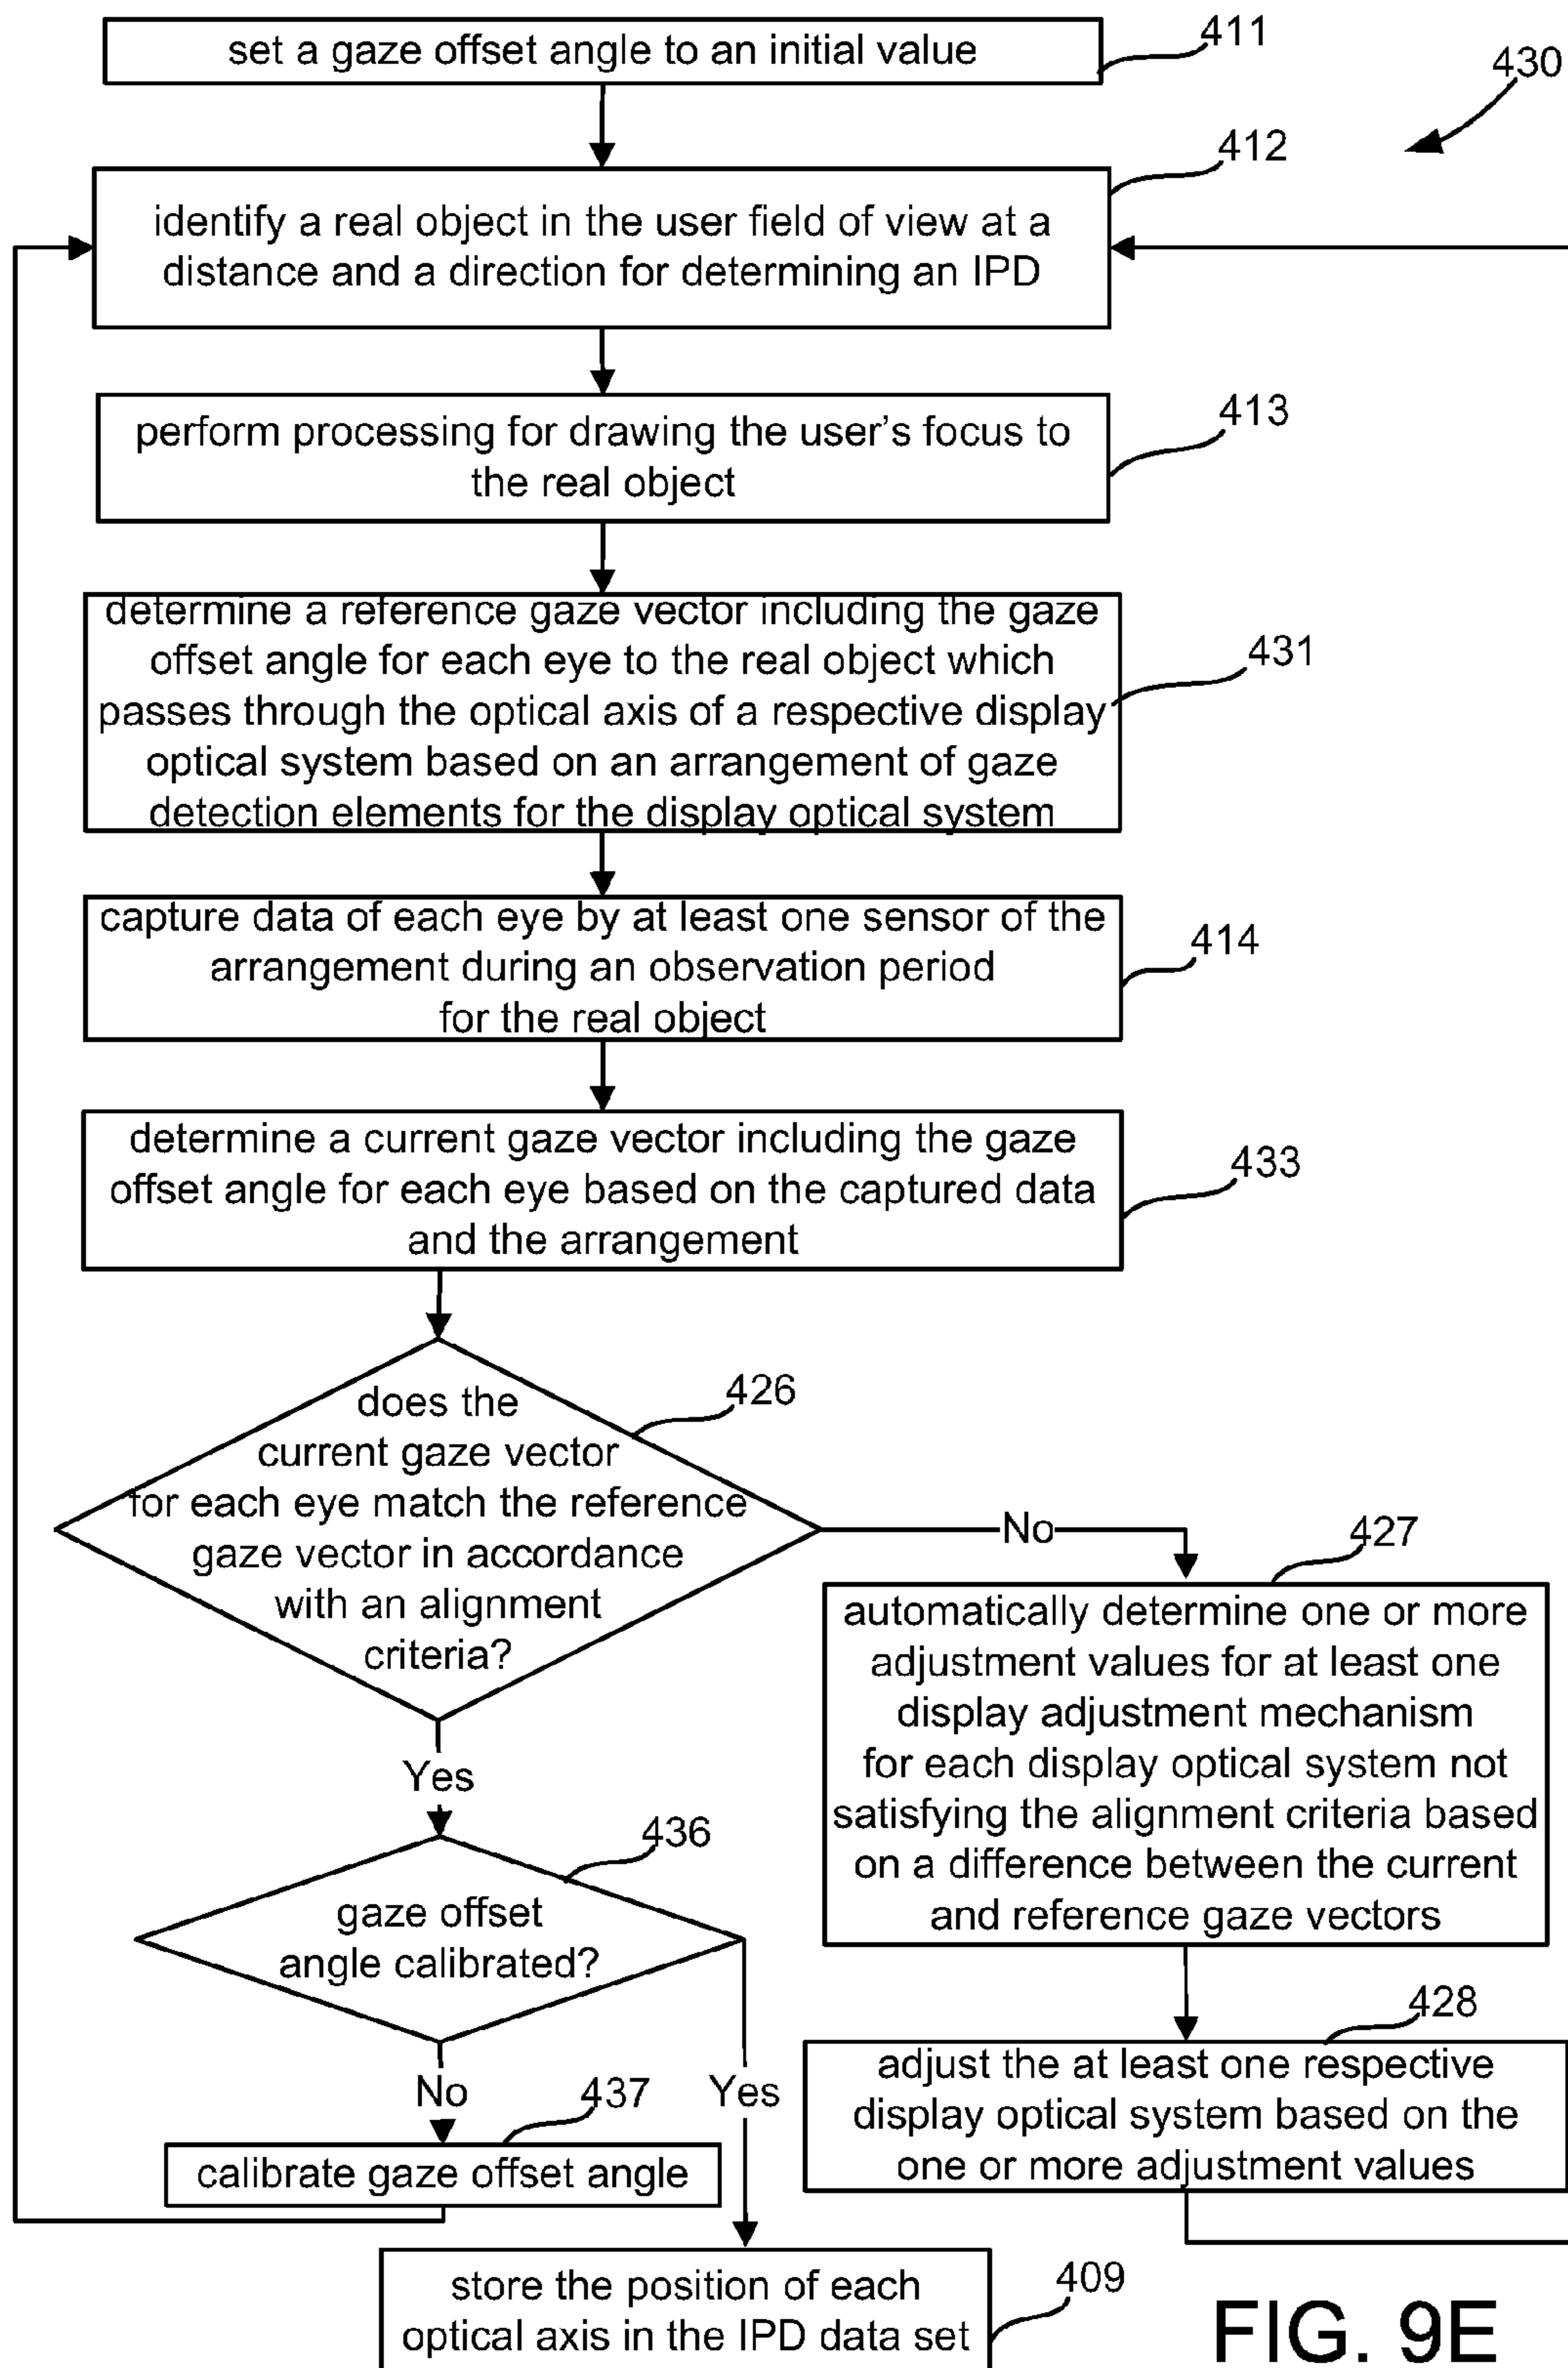 set a gaze offset angle to an initial value
411
430
412
identify a real object in the user field of view at a
distance and a direction for determining an IPD
413
perform processing for drawing the user's focus to
the real object
determine a reference gaze vector including the gaze
offset angle for each eye to the real object which
passes through the optical axis of a respective display
optical system based on an arrangement of gaze
detection elements for the display optical system
431
capture data of each eye by at least one sensor of the
arrangement during an observation period
for the real object
414
determine a current gaze vector including the gaze
offset angle for each eye based on the captured data
and the arrangement
433
does the
current gaze vector
for each eye match the reference
gaze vector in accordance
with an alignment
criteria?
426
No
427
automatically determine one or more
adjustment values for at least one
display adjustment mechanism
for each display optical system not
satisfying the alignment criteria based
on a difference between the current
and reference gaze vectors
Yes
436
gaze offset
angle calibrated?
428
adjust the at least one respective
display optical system based on the
one or more adjustment values
No
437
Yes
calibrate gaze offset angle
store the position of each
optical axis in the IPD data set
409
FIG. 9E